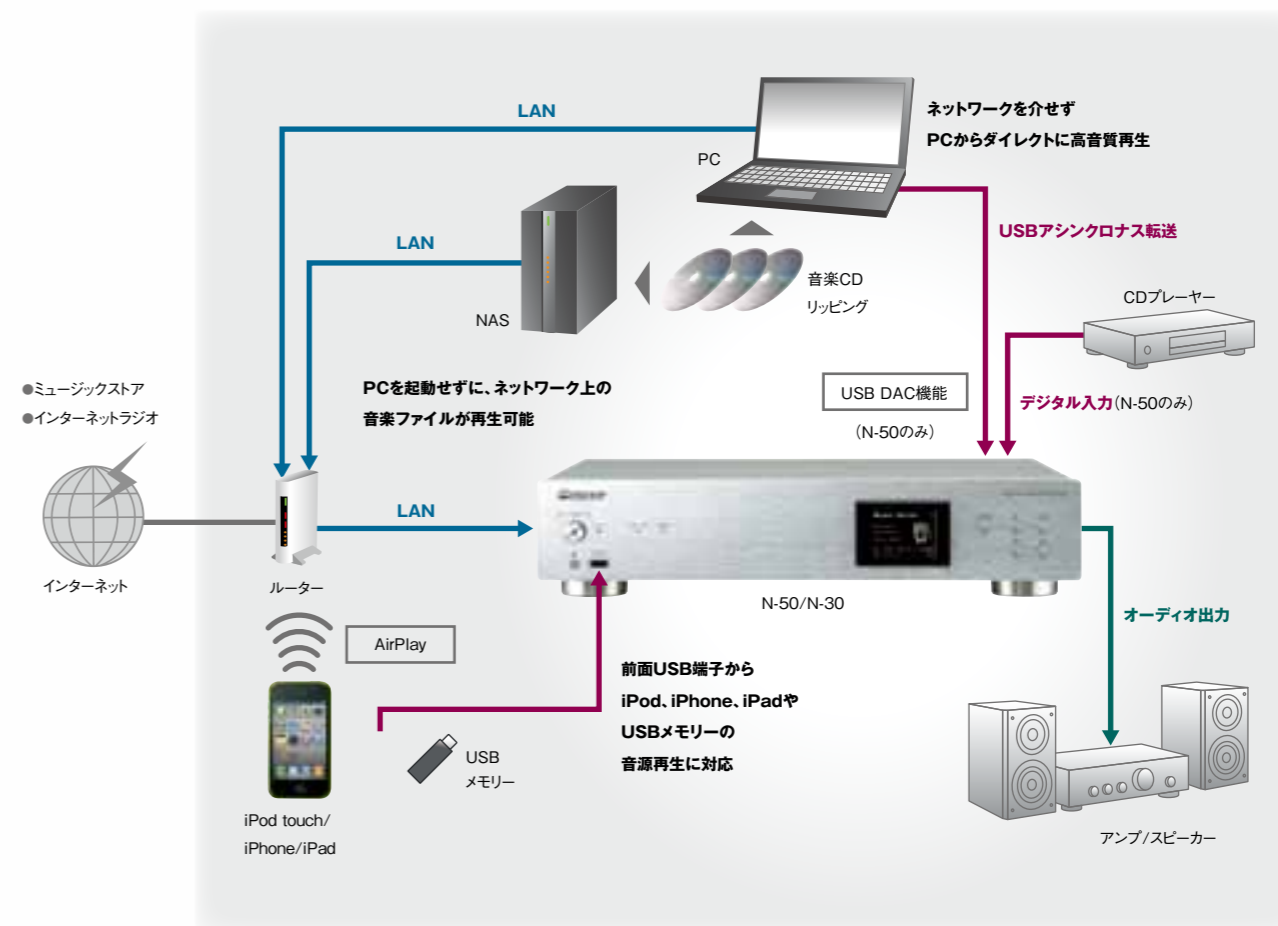 LAN
ネットワークを介せず
PCからダイレクトに高音質再生
PC
USBアシンクロナス転送
LAN
音楽CD
リッピング
NAS
CDプレーヤー
●ミュージックストア
●インターネットラジオ
PCを起動せずに、ネットワーク上の
音楽ファイルが再生可能
USB DAC機能
(N-50のみ)
デジタル入力(N-50のみ)
LAN
インターネット
ルーター
N-50/N-30
AirPlay
オーディオ出力
前面USB端子から
iPod、iPhone、iPadや
USBメモリーの
音源再生に対応
USB
メモリー
iPod touch/
iPhone/iPad
アンプ/スピーカー